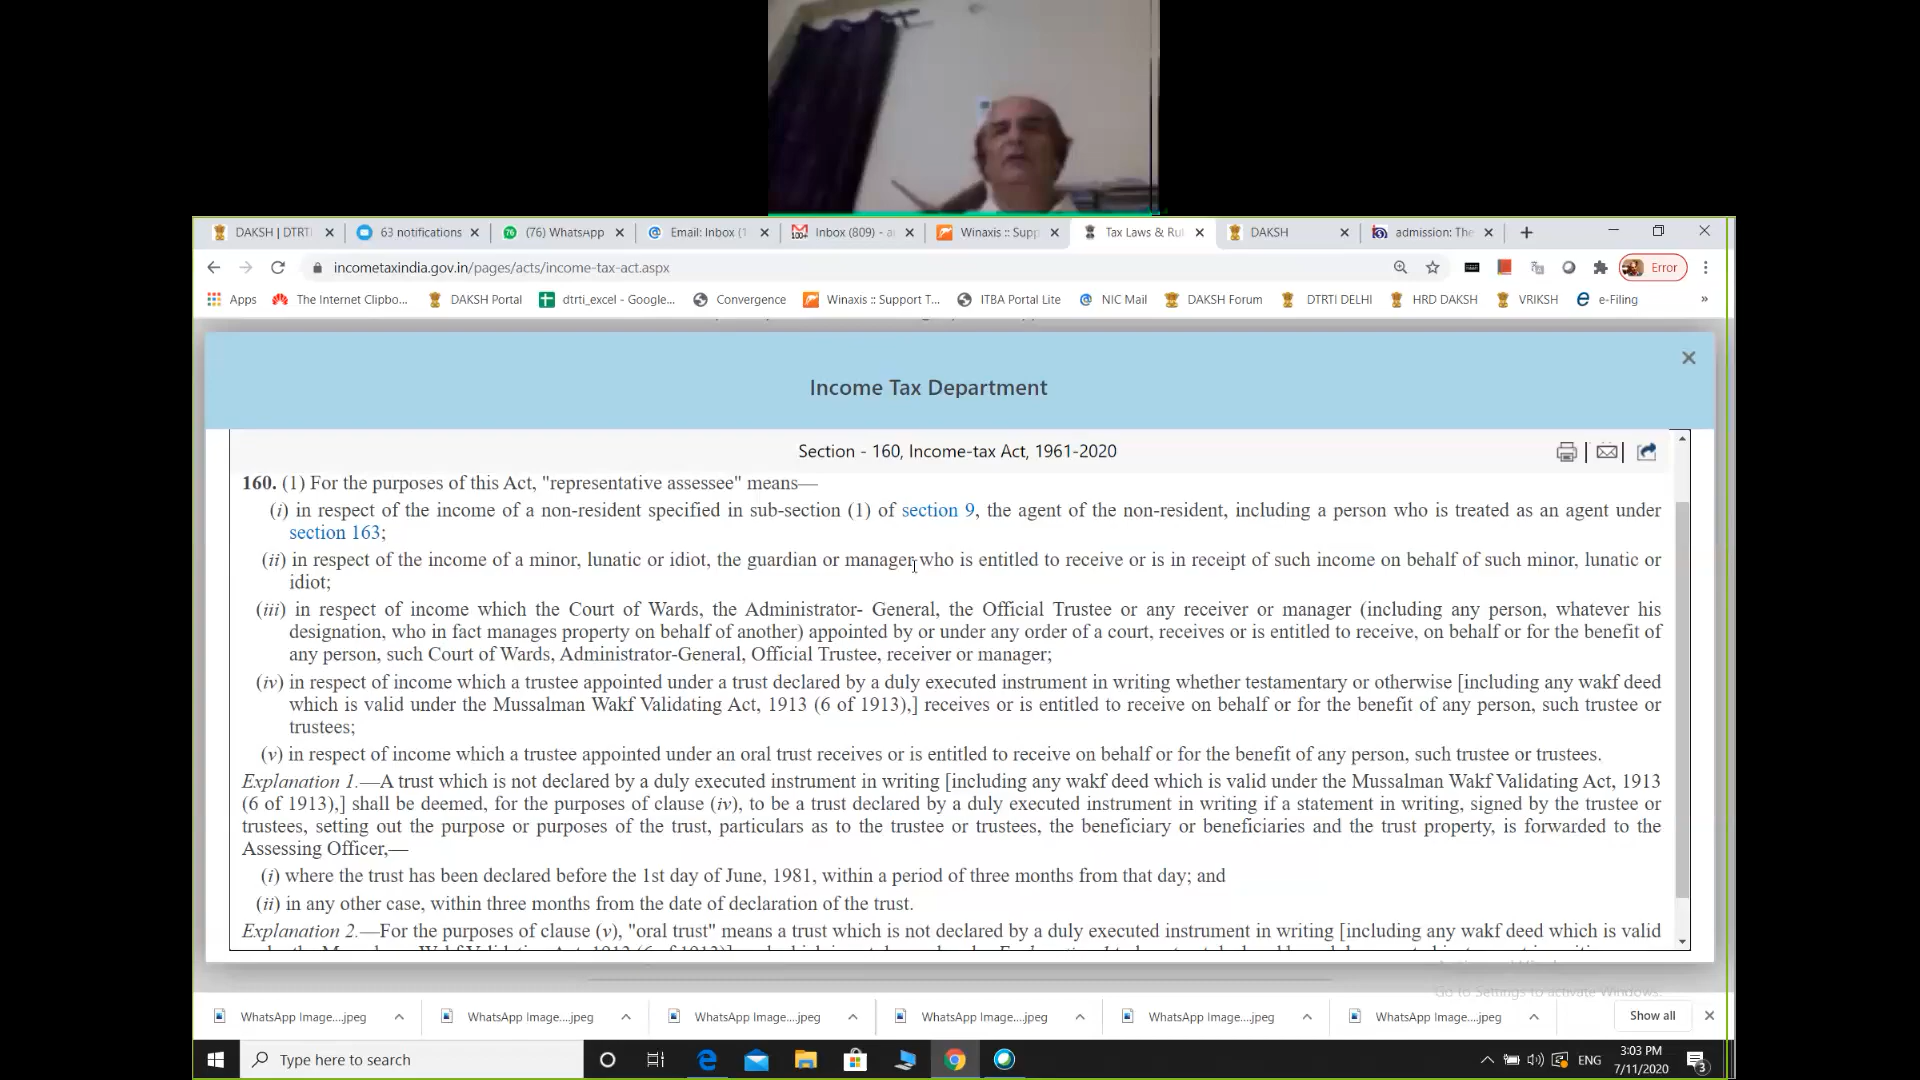 DAKSH | DTRTI
63 notifications
(76) WhatsApp
Email: Inbox (1
Inbox (809) - a
Winaxis :: Supp
Tax Laws & Rul
DAKSH
admission: The
incometaxindia.gov.in/pages/acts/income-tax-act.aspx
Error
Apps
The Internet Clipbo...
DAKSH Portal
dtrti_excel - Google...
Convergence
Winaxis :: Support T...
ITBA Portal Lite
NIC Mail
DAKSH Forum
DTRTI DELHI
HRD DAKSH
VRIKSH
e-Filing
»
Income Tax Department
Section - 160, Income-tax Act, 1961-2020
160. (1) For the purposes of this Act, "representative assessee" means—
(i) in respect of the income of a non-resident specified in sub-section (1) of section 9, the agent of the non-resident, including a person who is treated as an agent under
section 163;
(ii) in respect of the income of a minor, lunatic or idiot, the guardian or manager who is entitled to receive or is in receipt of such income on behalf of such minor, lunatic or
idiot;
(iii) in respect of income which the Court of Wards, the Administrator- General, the Official Trustee or any receiver or manager (including any person, whatever his
designation, who in fact manages property on behalf of another) appointed by or under any order of a court, receives or is entitled to receive, on behalf or for the benefit of
any person, such Court of Wards, Administrator-General, Official Trustee, receiver or manager;
(iv) in respect of income which a trustee appointed under a trust declared by a duly executed instrument in writing whether testamentary or otherwise [including any wakf deed
which is valid under the Mussalman Wakf Validating Act, 1913 (6 of 1913),] receives or is entitled to receive on behalf or for the benefit of any person, such trustee or
trustees;
(v) in respect of income which a trustee appointed under an oral trust receives or is entitled to receive on behalf or for the benefit of any person, such trustee or trustees.
Explanation 1.—A trust which is not declared by a duly executed instrument in writing [including any wakf deed which is valid under the Mussalman Wakf Validating Act, 1913
(6 of 1913),] shall be deemed, for the purposes of clause (iv), to be a trust declared by a duly executed instrument in writing if a statement in writing, signed by the trustee or
trustees, setting out the purpose or purposes of the trust, particulars as to the trustee or trustees, the beneficiary or beneficiaries and the trust property, is forwarded to the
Assessing Officer,—
(i) where the trust has been declared before the 1st day of June, 1981, within a period of three months from that day; and
(ii) in any other case, within three months from the date of declaration of the trust.
Explanation 2.—For the purposes of clause (v), "oral trust" means a trust which is not declared by a duly executed instrument in writing [including any wakf deed which is valid
Go to Settings to activate Windows.
WhatsApp Image....jpeg
WhatsApp Image....jpeg
WhatsApp Image....jpeg
WhatsApp Image....jpeg
WhatsApp Image....jpeg
WhatsApp Image....jpeg
Show all
Type here to search
ENG
3:03 PM
7/11/2020
3